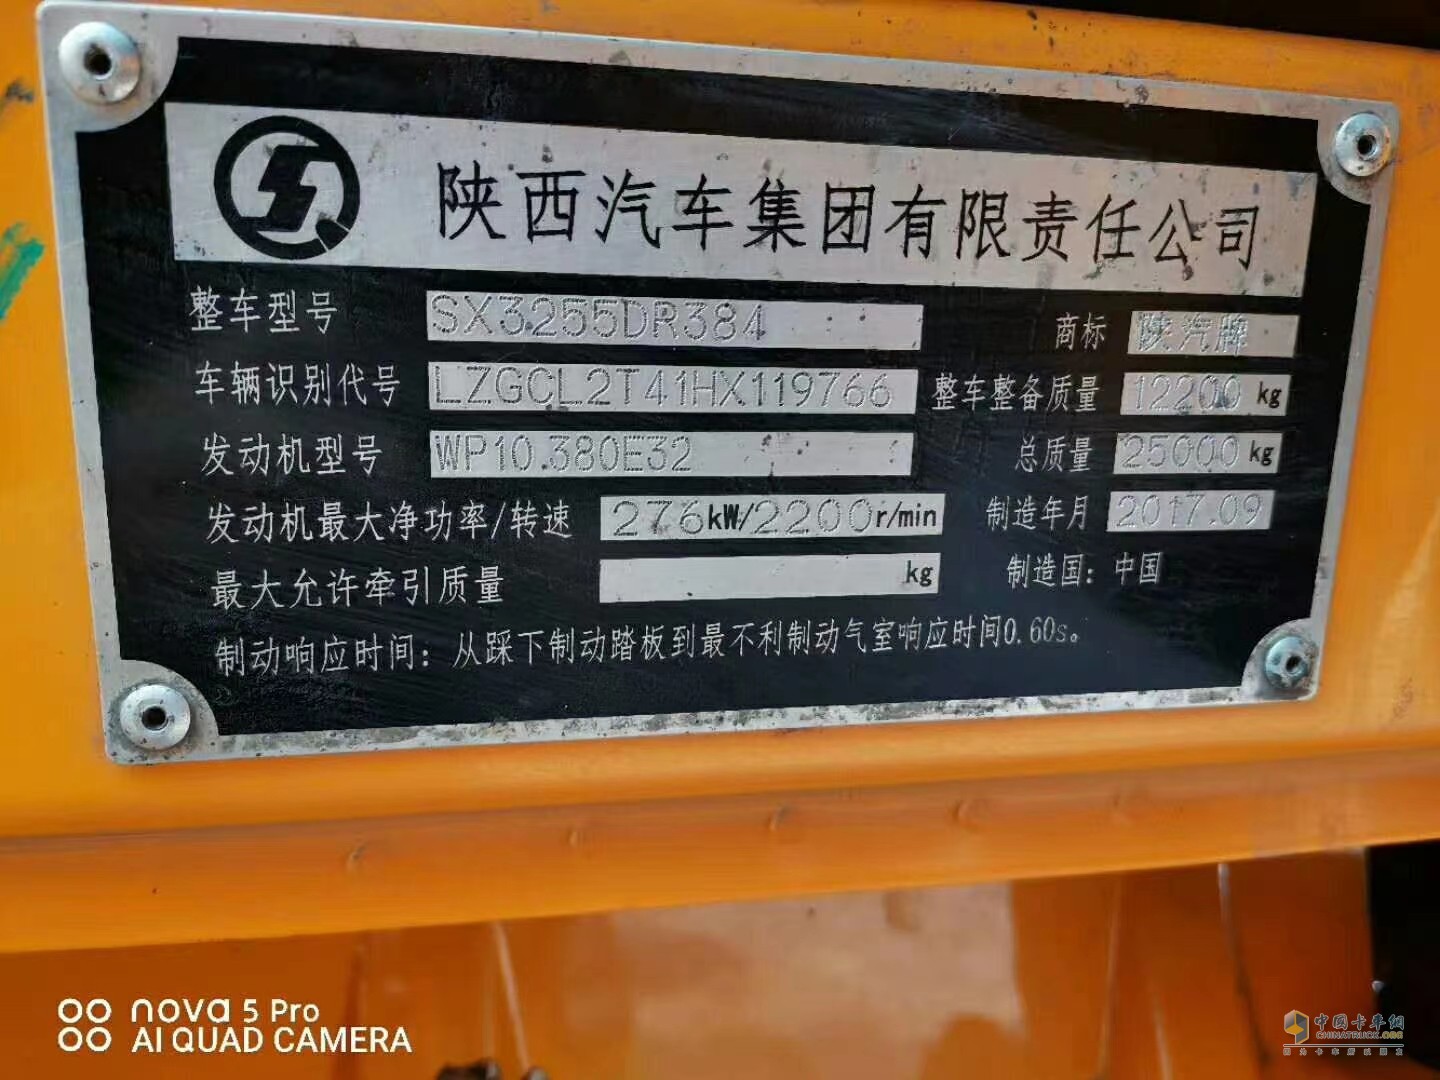 陕西汽车集团有限责任公司
整车型号 SX3255DR384 商标 陕汽牌
车辆识别代号 LZGCL2T41HX119766 整车整备质量 12200 kg
发动机型号 WP10.380E32 总质量 25000 kg
发动机最大净功率/转速 276kW/2200r/min 制造年月 2017.09
最大允许牵引质量 kg 制造国：中国
制动响应时间：从踩下制动踏板到最不利制动气室响应时间0.60s。
nova 5 Pro
AI QUAD CAMERA
中国卡车网
CHINATRUCK.ORG